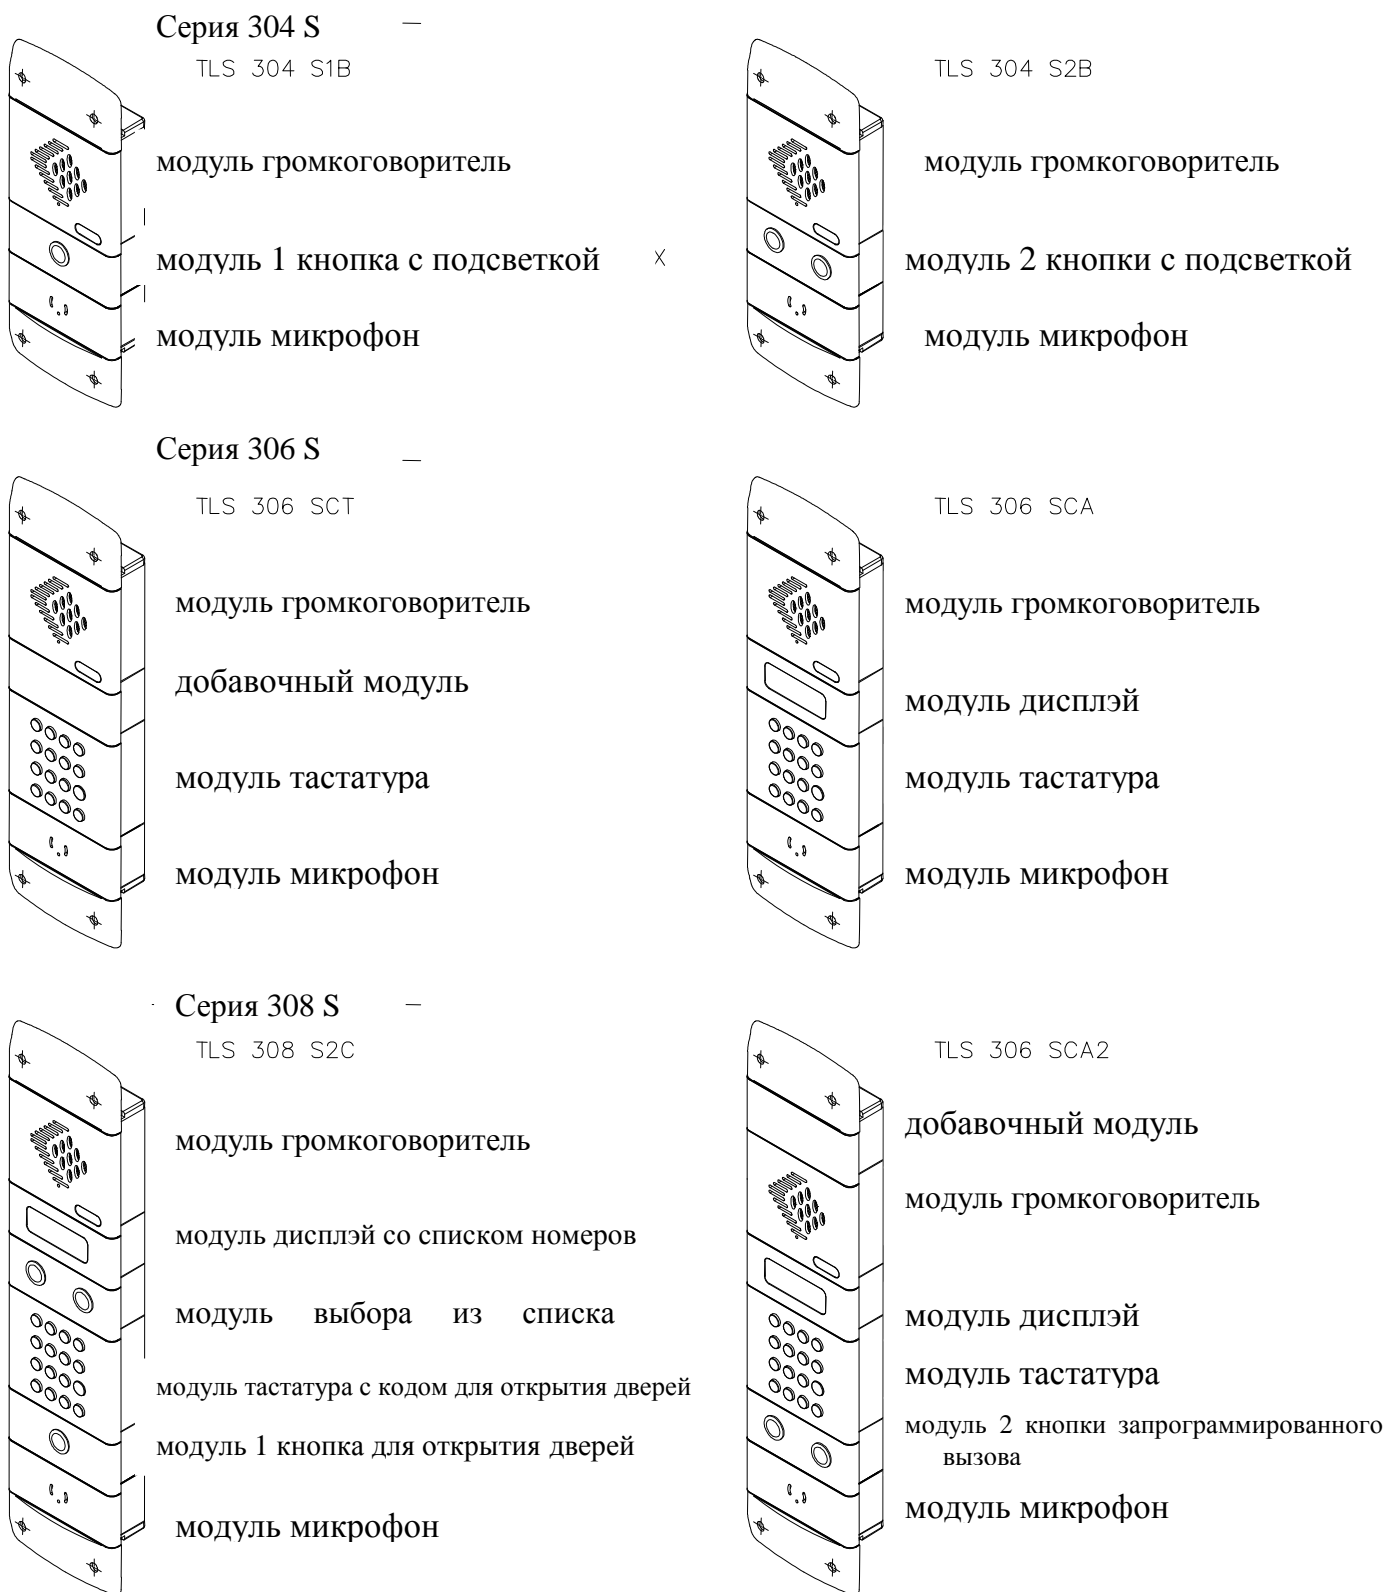 Серия 304 S
TLS 304 S1B
модуль громкоговоритель
модуль 1 кнопка с подсветкой
модуль микрофон
TLS 304 S2B
модуль громкоговоритель
X
модуль 2 кнопки с подсветкой
модуль микрофон
Серия 306 S
TLS 306 SCT
модуль громкоговоритель
добавочный модуль
модуль тастатура
модуль микрофон
TLS 306 SCA
модуль громкоговоритель
модуль дисплэй
модуль тастатура
модуль микрофон
Серия 308 S
TLS 308 S2C
модуль громкоговоритель
модуль дисплэй со списком номеров
модуль выбора из списка
модуль тастатура с кодом для открытия дверей
модуль 1 кнопка для открытия дверей
модуль микрофон
TLS 306 SCA2
добавочный модуль
модуль громкоговоритель
модуль дисплэй
модуль тастатура
модуль 2 кнопки запрограммированного
вызова
модуль микрофон